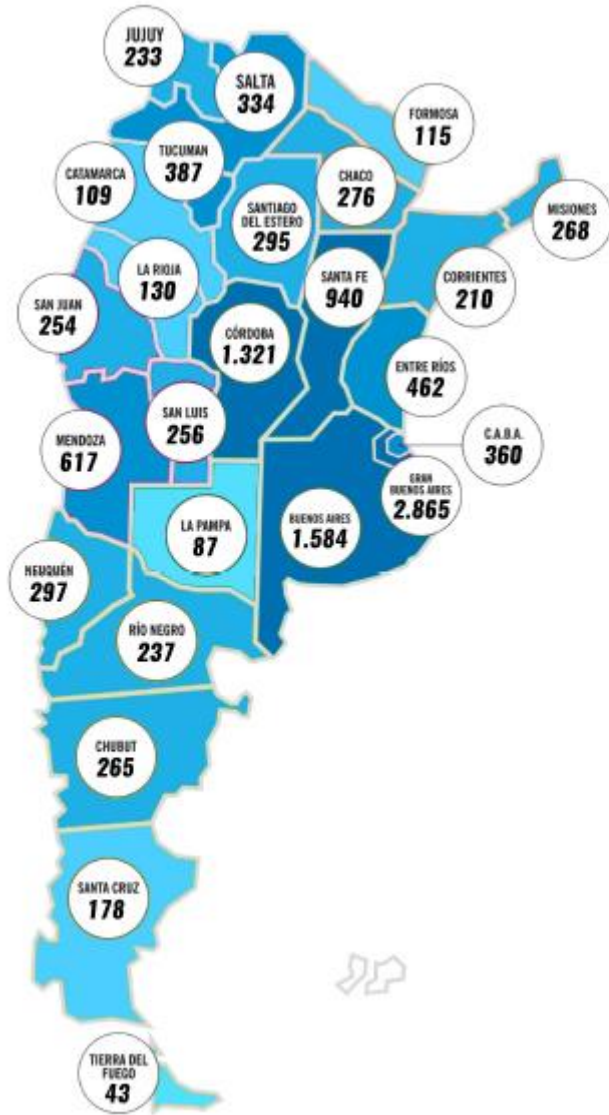 JUJUY
233
SALTA
334
FORMOSA
115
TUCUMAN
387
CATAMARCA
109
CHACO
276
SANTIAGO
DEL ESTERO
295
MISIONES
268
LA RIOJA
130
SANTA FE
940
CORRIENTES
210
SAN JUAN
254
CÓRDOBA
1.321
ENTRE RÍOS
462
SAN LUIS
256
MENDOZA
617
C.A.B.A.
360
GRAN
BUENOS AIRES
2.865
LA PAMPA
87
BUENOS AIRES
1.584
NEUQUÉN
297
RÍO NEGRO
237
CHUBUT
265
SANTA CRUZ
178
TIERRA DEL
FUEGO
43